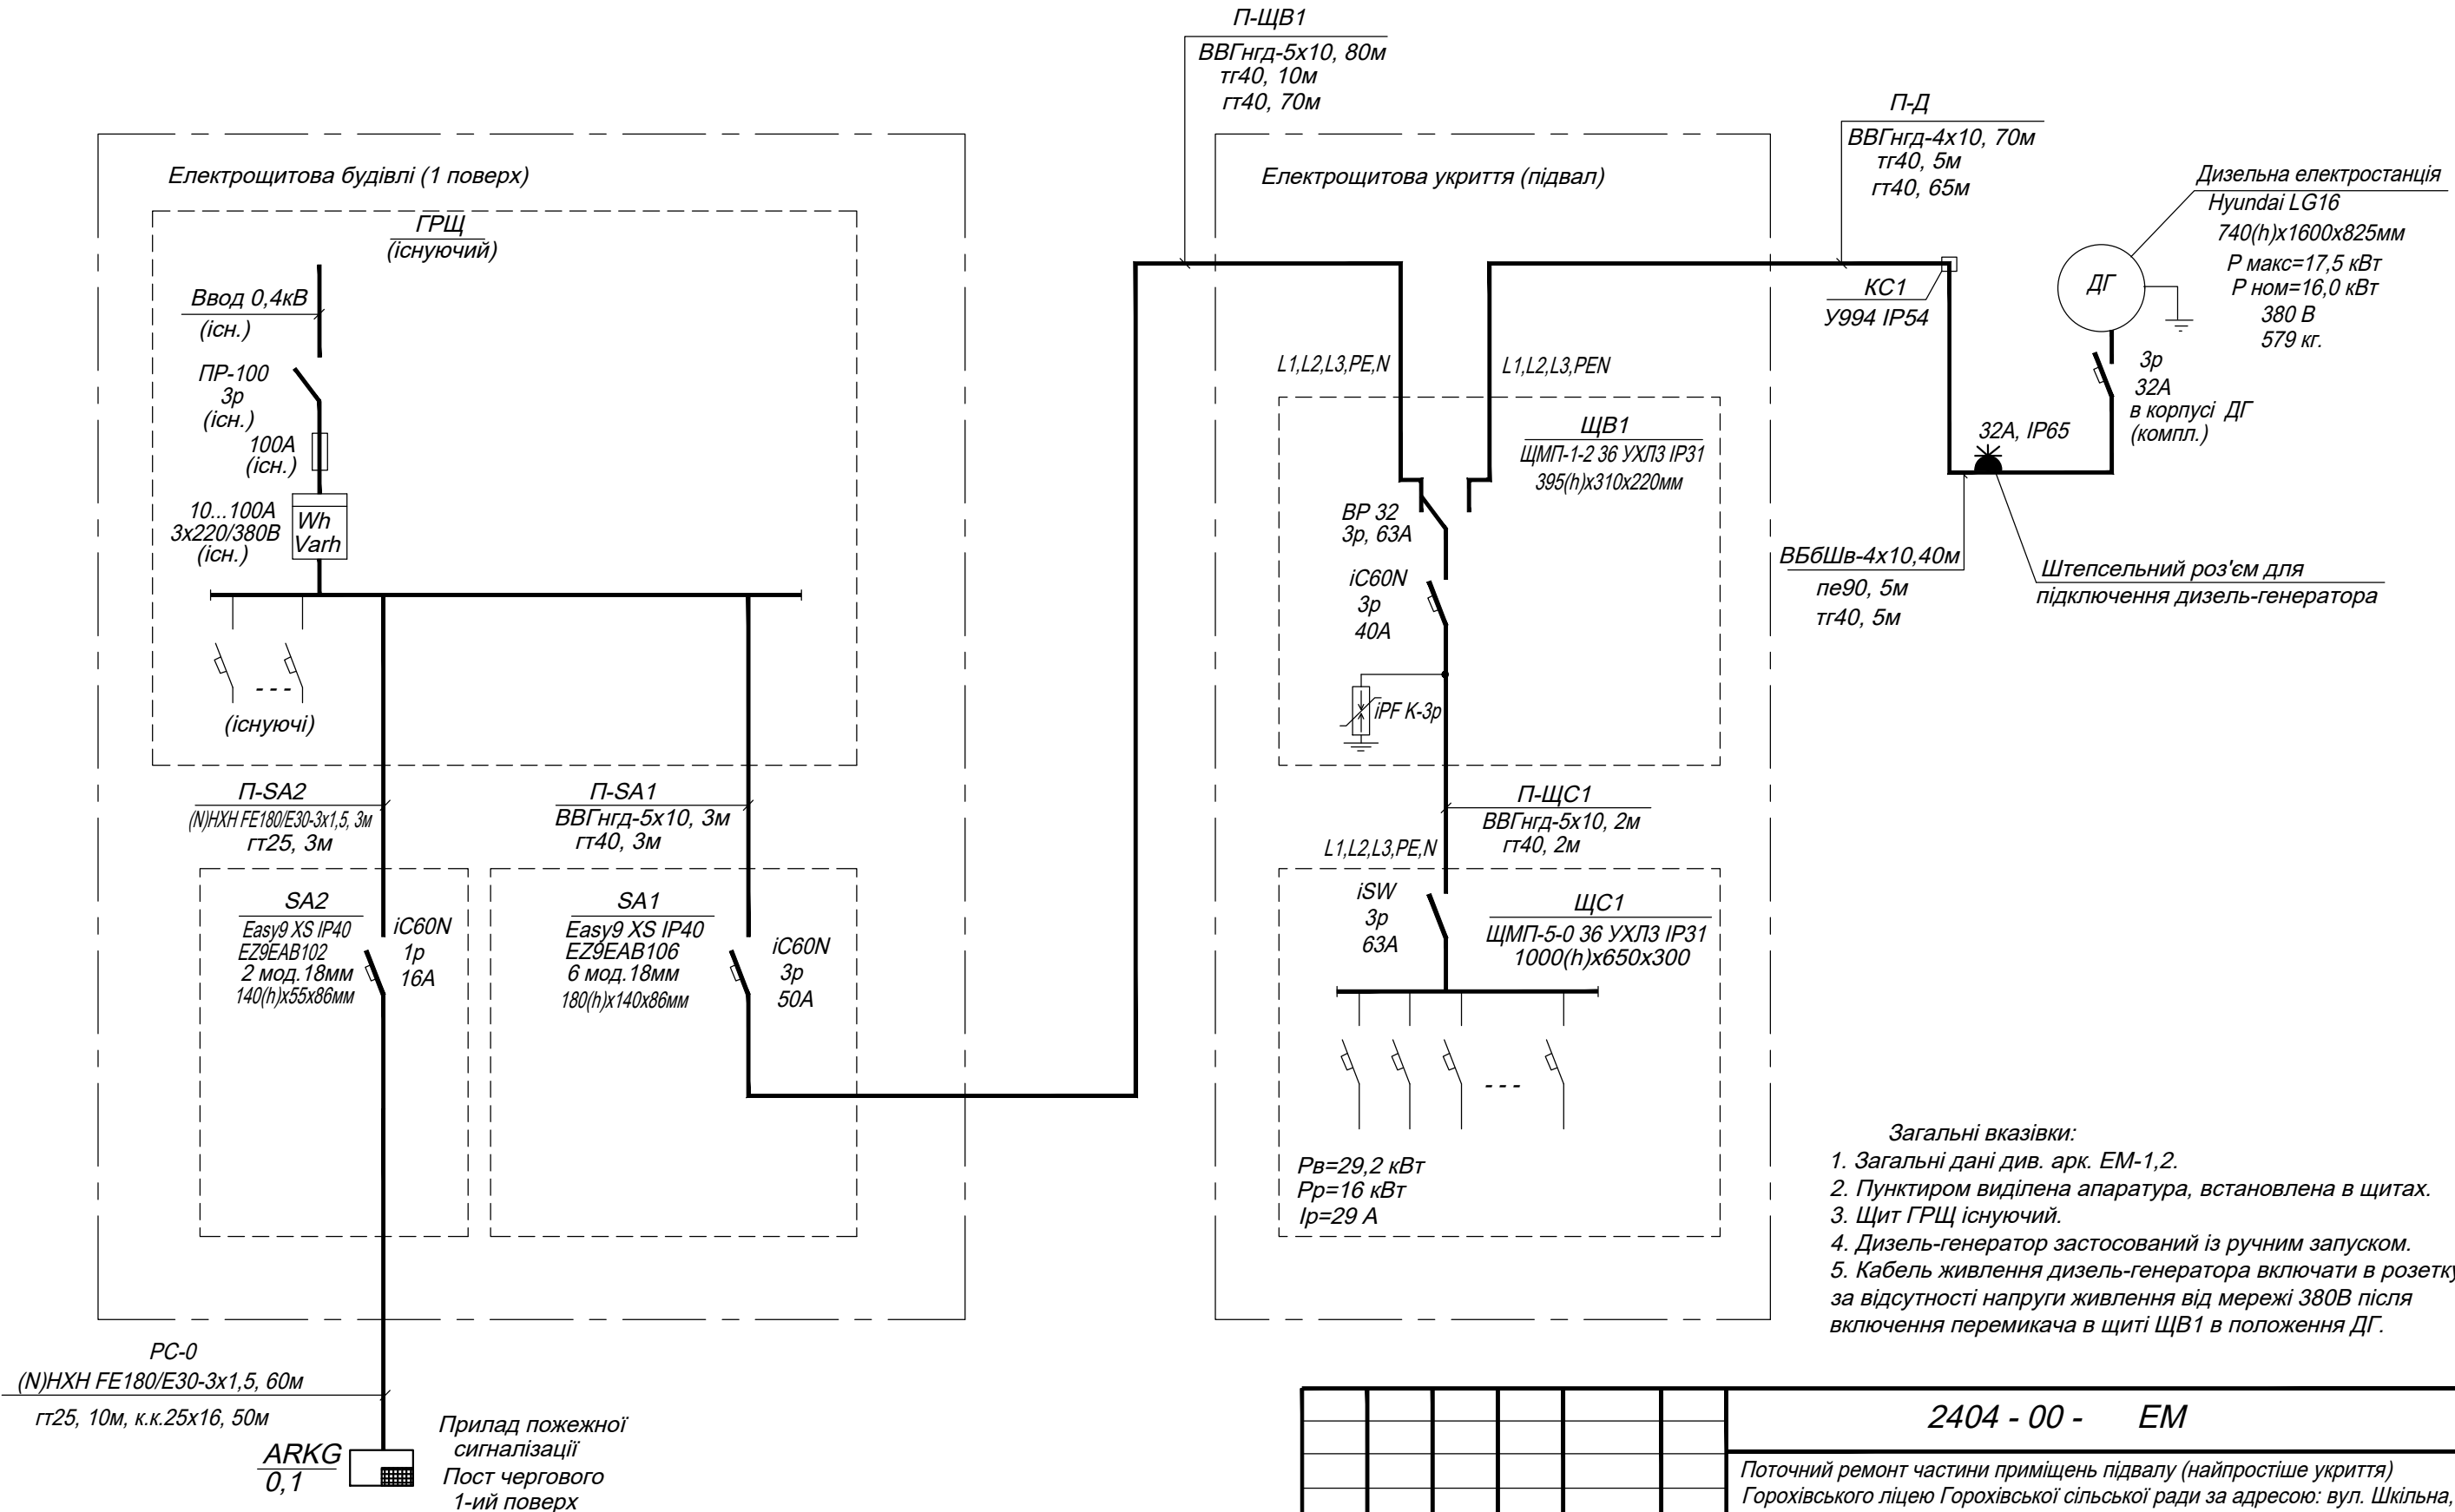 П-ЩВ1
ВВГнгд-5х10, 80м
тг40, 10м
гт40, 70м
П-Д
ВВГнгд-4х10, 70м
тг40, 5м
гт40, 65м
Електрощитова будівлі (1 поверх)
Електрощитова укриття (підвал)
Дизельна електростанція
Hyundai LG16
740(h)x1600x825мм
Р макс=17,5 кВт
Р ном=16,0 кВт
380 В
579 кг.
ДГ
ГРЩ
(існуючий)
Ввод 0,4кВ
(існ.)
ПР-100
3р
(існ.)
100А
(існ.)
10...100А
3х220/380В
(існ.)
Wh
Varh
- - -
(існуючі)
КС1
У994 IP54
L1,L2,L3,PE,N
L1,L2,L3,PEN
3р
32А
в корпусі ДГ
(компл.)
32А, IP65
ЩВ1
ЩМП-1-2 36 УХЛ3 IP31
395(h)x310x220мм
ВР 32
3р, 63А
iC60N
3р
40А
iPF K-3р
ВБбШв-4х10,40м
пе90, 5м
тг40, 5м
Штепсельний роз'єм для
підключення дизель-генератора
П-SA2
(N)HXH FE180/E30-3x1,5, 3м
гт25, 3м
П-SA1
ВВГнгд-5х10, 3м
гт40, 3м
П-ЩС1
ВВГнгд-5х10, 2м
гт40, 2м
L1,L2,L3,PE,N
SA2
Easy9 XS IP40
EZ9EAB102
2 мод.18мм
140(h)x55x86мм
iC60N
1р
16А
SA1
Easy9 XS IP40
EZ9EAB106
6 мод.18мм
180(h)x140x86мм
iC60N
3р
50А
iSW
3р
63А
ЩС1
ЩМП-5-0 36 УХЛ3 IP31
1000(h)x650x300
- - -
Рв=29,2 кВт
Рр=16 кВт
Ір=29 А
Загальні вказівки:
1. Загальні дані див. арк. ЕМ-1,2.
2. Пунктиром виділена апаратура, встановлена в щитах.
3. Щит ГРЩ існуючий.
4. Дизель-генератор застосований із ручним запуском.
5. Кабель живлення дизель-генератора включати в розетку
за відсутності напруги живлення від мережі 380В після
включення перемикача в щиті ЩВ1 в положення ДГ.
РС-0
(N)HXH FE180/E30-3x1,5, 60м
гт25, 10м, к.к.25х16, 50м
ARKG
0,1
Прилад пожежної
сигналізації
Пост чергового
1-ий поверх
2404 - 00 - ЕМ
Поточний ремонт частини приміщень підвалу (найпростіше укриття)
Горохівського ліцею Горохівської сільської ради за адресою: вул. Шкільна,